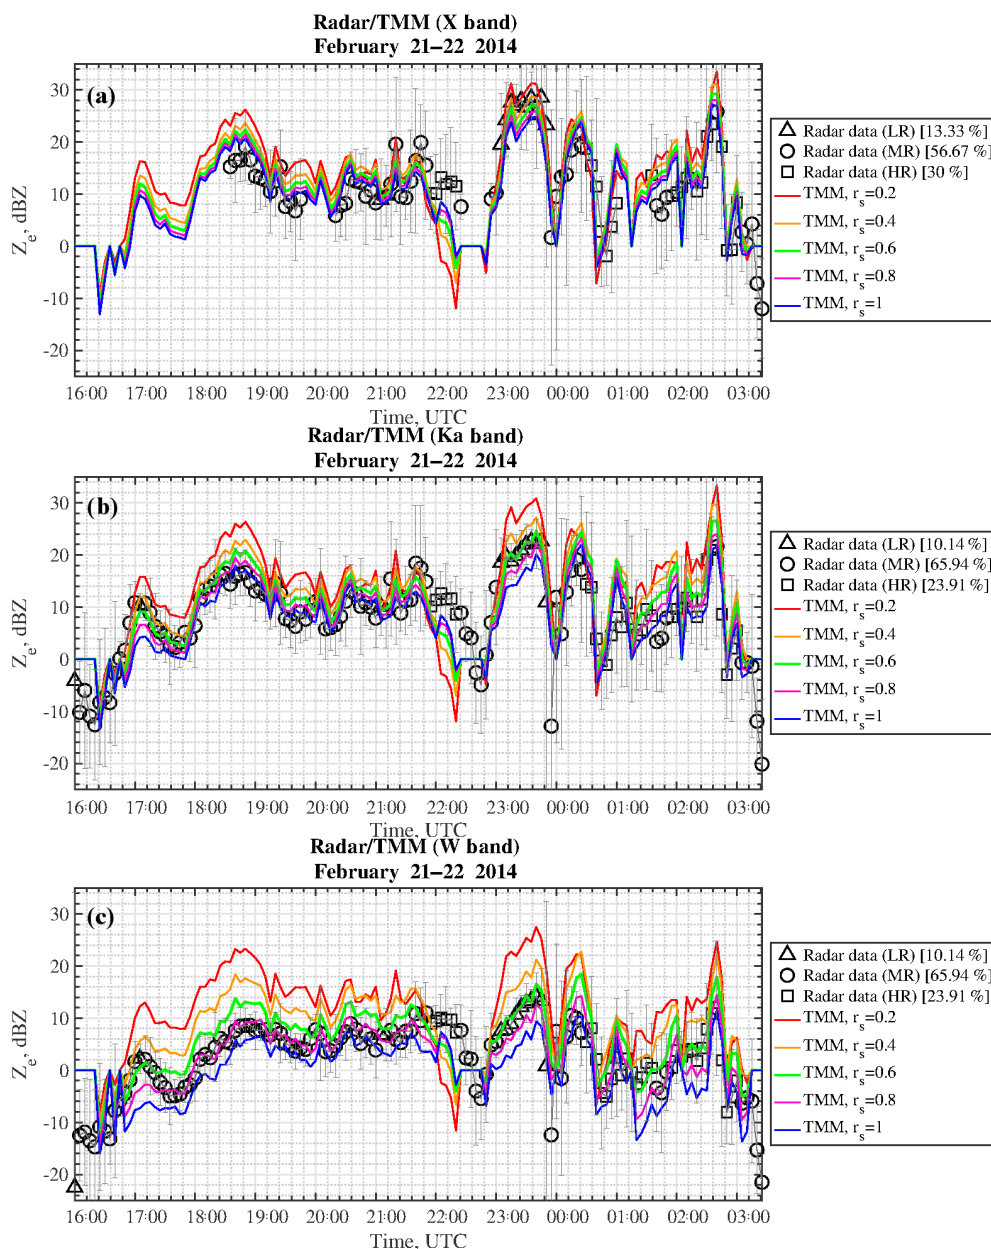 Radar/TMM (X band)
February 21–22 2014
(a)
30
20
10
0
-10
-20
Z_e, dBZ
16:00 17:00 18:00 19:00 20:00 21:00 22:00 23:00 00:00 01:00 02:00 03:00
Time, UTC
Radar data (LR) [13.33 %]
Radar data (MR) [56.67 %]
Radar data (HR) [30 %]
TMM, r_s=0.2
TMM, r_s=0.4
TMM, r_s=0.6
TMM, r_s=0.8
TMM, r_s=1
Radar/TMM (Ka band)
February 21–22 2014
(b)
30
20
10
0
-10
-20
Z_e, dBZ
16:00 17:00 18:00 19:00 20:00 21:00 22:00 23:00 00:00 01:00 02:00 03:00
Time, UTC
Radar data (LR) [10.14 %]
Radar data (MR) [65.94 %]
Radar data (HR) [23.91 %]
TMM, r_s=0.2
TMM, r_s=0.4
TMM, r_s=0.6
TMM, r_s=0.8
TMM, r_s=1
Radar/TMM (W band)
February 21–22 2014
(c)
30
20
10
0
-10
-20
Z_e, dBZ
16:00 17:00 18:00 19:00 20:00 21:00 22:00 23:00 00:00 01:00 02:00 03:00
Time, UTC
Radar data (LR) [10.14 %]
Radar data (MR) [65.94 %]
Radar data (HR) [23.91 %]
TMM, r_s=0.2
TMM, r_s=0.4
TMM, r_s=0.6
TMM, r_s=0.8
TMM, r_s=1